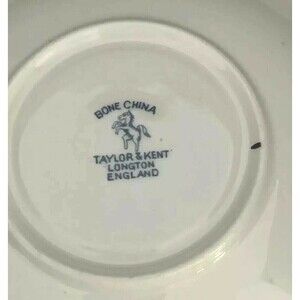 BONE CHINA
TAYLOR & KENT
LONGTON
ENGLAND